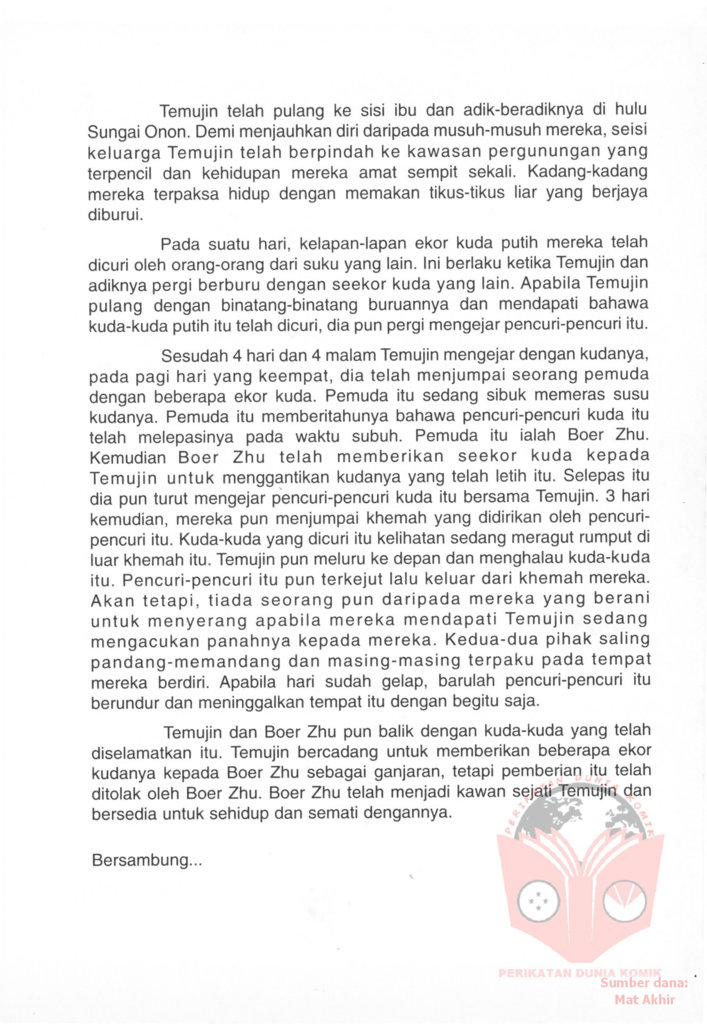 Temujin telah pulang ke sisi ibu dan adik-beradiknya di hulu
Sungai Onon. Demi menjauhkan diri daripada musuh-musuh mereka, seisi
keluarga Temujin telah berpindah ke kawasan pergunungan yang
terpencil dan kehidupan mereka amat sempit sekali. Kadang-kadang
mereka terpaksa hidup dengan memakan tikus-tikus liar yang berjaya
diburui.
Pada suatu hari, kelapan-lapan ekor kuda putih mereka telah
dicuri oleh orang-orang dari suku yang lain. Ini berlaku ketika Temujin dan
adiknya pergi berburu dengan seekor kuda yang lain. Apabila Temujin
pulang dengan binatang-binatang buruannya dan mendapati bahawa
kuda-kuda putih itu telah dicuri, dia pun pergi mengejar pencuri-pencuri itu.
Sesudah 4 hari dan 4 malam Temujin mengejar dengan kudanya,
pada pagi hari yang keempat, dia telah menjumpai seorang pemuda
dengan beberapa ekor kuda. Pemuda itu sedang sibuk memeras susu
kudanya. Pemuda itu memberitahunya bahawa pencuri-pencuri kuda itu
telah melepasinya pada waktu subuh. Pemuda itu ialah Boer Zhu.
Kemudian Boer Zhu telah memberikan seekor kuda kepada
Temujin untuk menggantikan kudanya yang telah letih itu. Selepas itu
dia pun turut mengejar pencuri-pencuri kuda itu bersama Temujin. 3 hari
kemudian, mereka pun menjumpai khemah yang didirikan oleh pencuri-
pencuri itu. Kuda-kuda yang dicuri itu kelihatan sedang meragut rumput di
luar khemah itu. Temujin pun meluru ke depan dan menghalau kuda-kuda
itu. Pencuri-pencuri itu pun terkejut lalu keluar dari khemah mereka.
Akan tetapi, tiada seorang pun daripada mereka yang berani
untuk menyerang apabila mereka mendapati Temujin sedang
mengacukan panahnya kepada mereka. Kedua-dua pihak saling
pandang-memandang dan masing-masing terpaku pada tempat
mereka berdiri. Apabila hari sudah gelap, barulah pencuri-pencuri itu
berundur dan meninggalkan tempat itu dengan begitu saja.
Temujin dan Boer Zhu pun balik dengan kuda-kuda yang telah
diselamatkan itu. Temujin bercadang untuk memberikan beberapa ekor
kudanya kepada Boer Zhu sebagai ganjaran, tetapi pemberian itu telah
ditolak oleh Boer Zhu. Boer Zhu telah menjadi kawan sejati Temujin dan
bersedia untuk sehidup dan semati dengannya.
Bersambung...
PERIKATAN DUNIA KOMIK
PERIKATAN DUNIA KOMIK
Sumber dana:
Mat Akhir